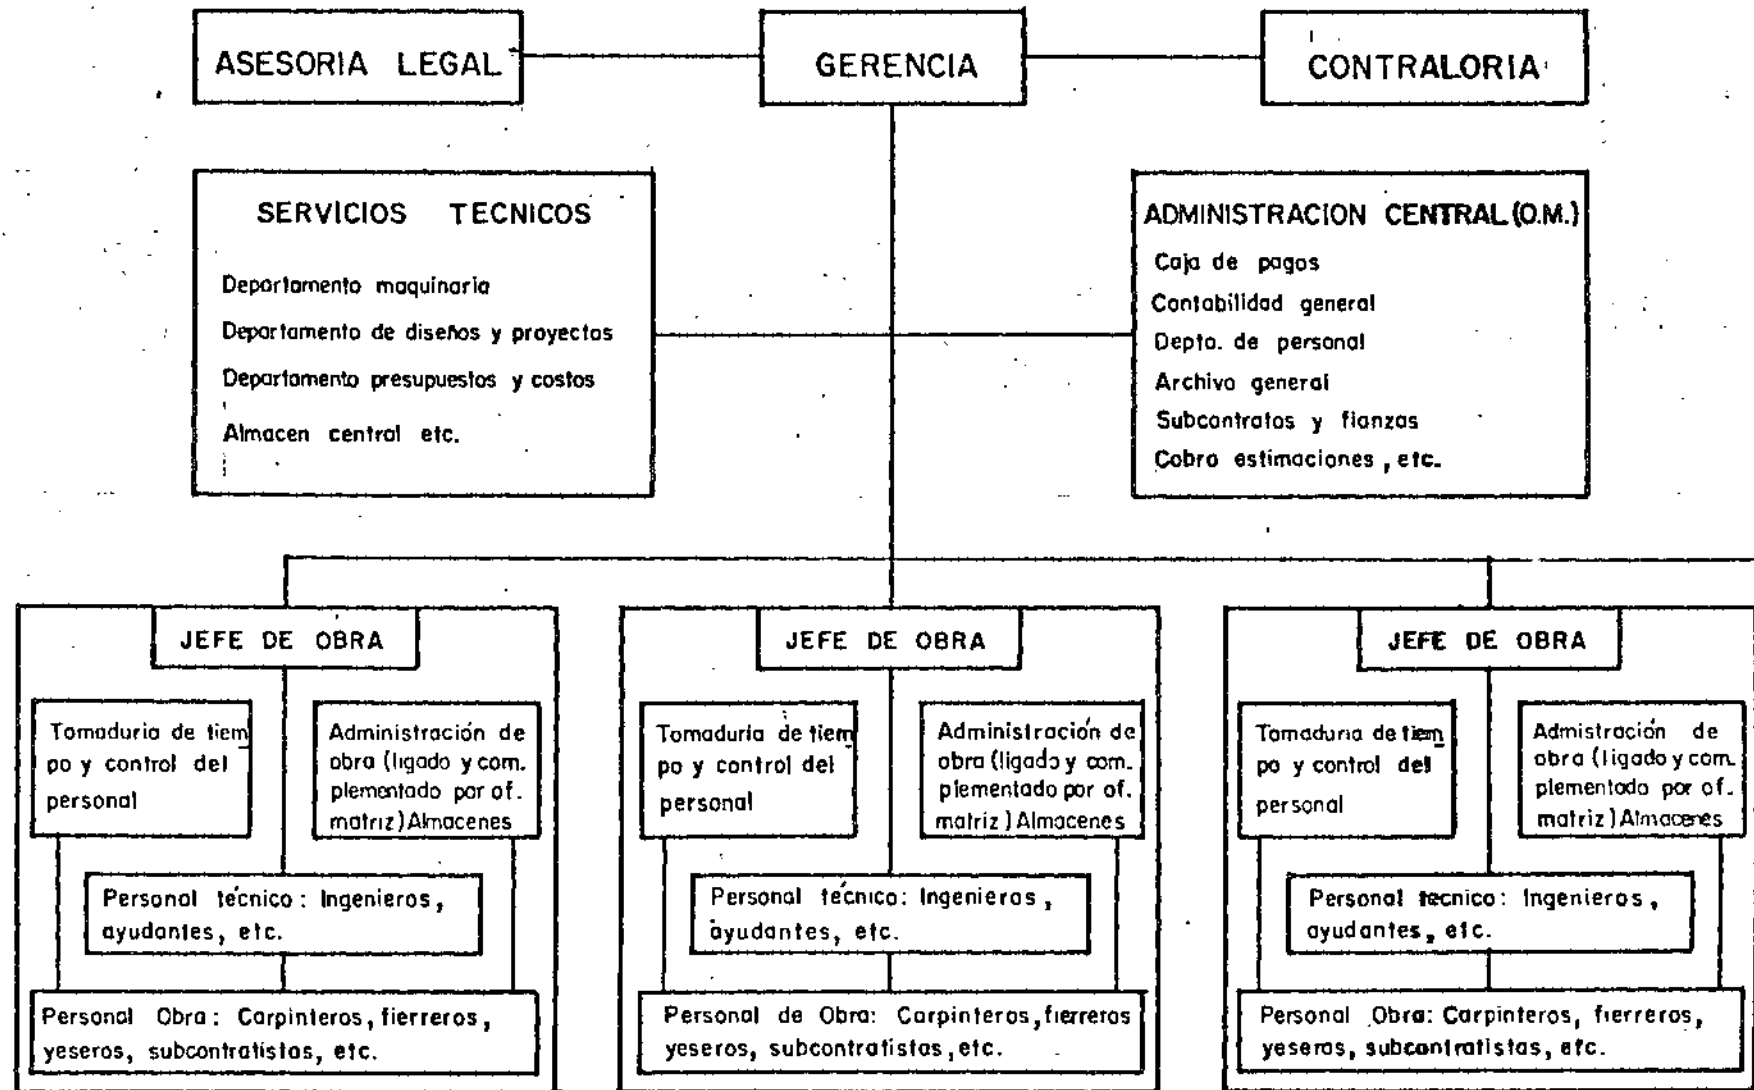 ASESORIA LEGAL
GERENCIA
CONTRALORIA
SERVICIOS TECNICOS
Departamento maquinaria
Departamento de diseños y proyectos
Departamento presupuestos y costos
Almacen central etc.
ADMINISTRACION CENTRAL (O.M.)
Caja de pagos
Contabilidad general
Depto. de personal
Archivo general
Subcontratos y fianzas
Cobro estimaciones, etc.
JEFE DE OBRA
Tomaduria de tiem
po y control del
personal
Administración de
obra (ligado y com.
plementado por of.
matriz) Almacenes
Personal técnico: Ingenieros,
ayudantes, etc.
Personal Obra: Carpinteros, fierreros,
yeseros, subcontratistas, etc.
JEFE DE OBRA
Tomaduria de tiem
po y control del
personal
Administración de
obra (ligado y com.
plementado por of.
matriz) Almacenes
Personal técnico: Ingenieros,
ayudantes, etc.
Personal de Obra: Carpinteros, fierreros
yeseros, subcontratistas, etc.
JEFE DE OBRA
Tomaduria de tiem
po y control del
personal
Admistración de
obra (ligado y com.
plementado por of.
matriz) Almacenes
Personal tecnico: Ingenieros,
ayudantes, etc.
Personal Obra: Carpinteros, fierreros,
yeseros, subcontratistas, etc.